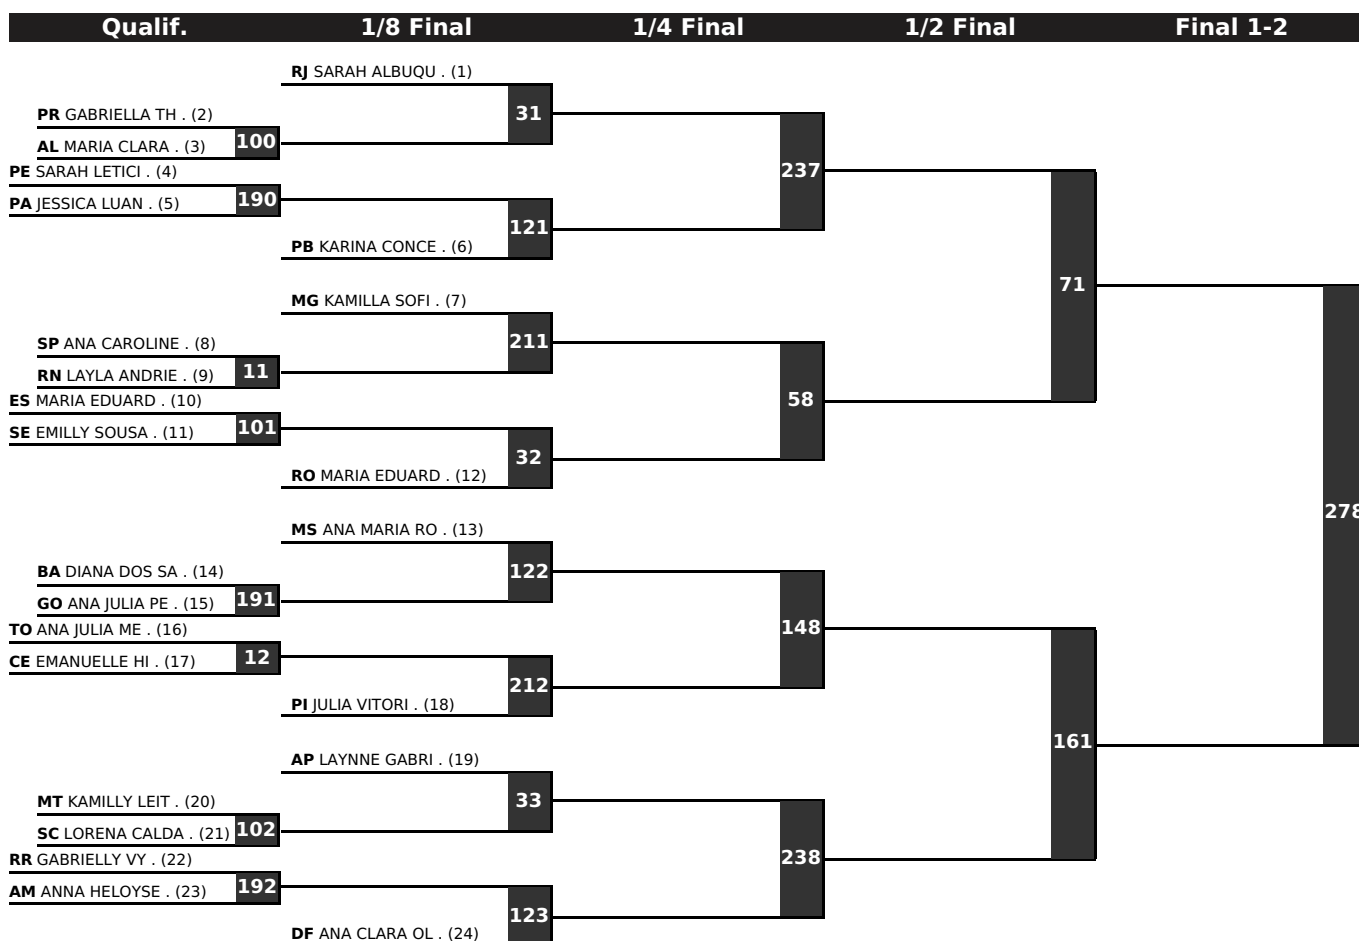 Qualif. 1/8 Final 1/4 Final 1/2 Final Final 1-2
RJ SARAH ALBUQU . (1)
31
PR GABRIELLA TH . (2)
100
AL MARIA CLARA . (3)
237
PE SARAH LETICI . (4)
190
PA JESSICA LUAN . (5)
121
PB KARINA CONCE . (6)
71
MG KAMILLA SOFI . (7)
211
SP ANA CAROLINE . (8)
11
RN LAYLA ANDRIE . (9)
58
ES MARIA EDUARD . (10)
101
SE EMILLY SOUSA . (11)
32
RO MARIA EDUARD . (12)
278
MS ANA MARIA RO . (13)
122
BA DIANA DOS SA . (14)
191
GO ANA JULIA PE . (15)
148
TO ANA JULIA ME . (16)
12
CE EMANUELLE HI . (17)
212
PI JULIA VITORI . (18)
161
AP LAYNNE GABRI . (19)
33
MT KAMILLY LEIT . (20)
102
SC LORENA CALDA . (21)
238
RR GABRIELLY VY . (22)
192
AM ANNA HELOYSE . (23)
123
DF ANA CLARA OL . (24)